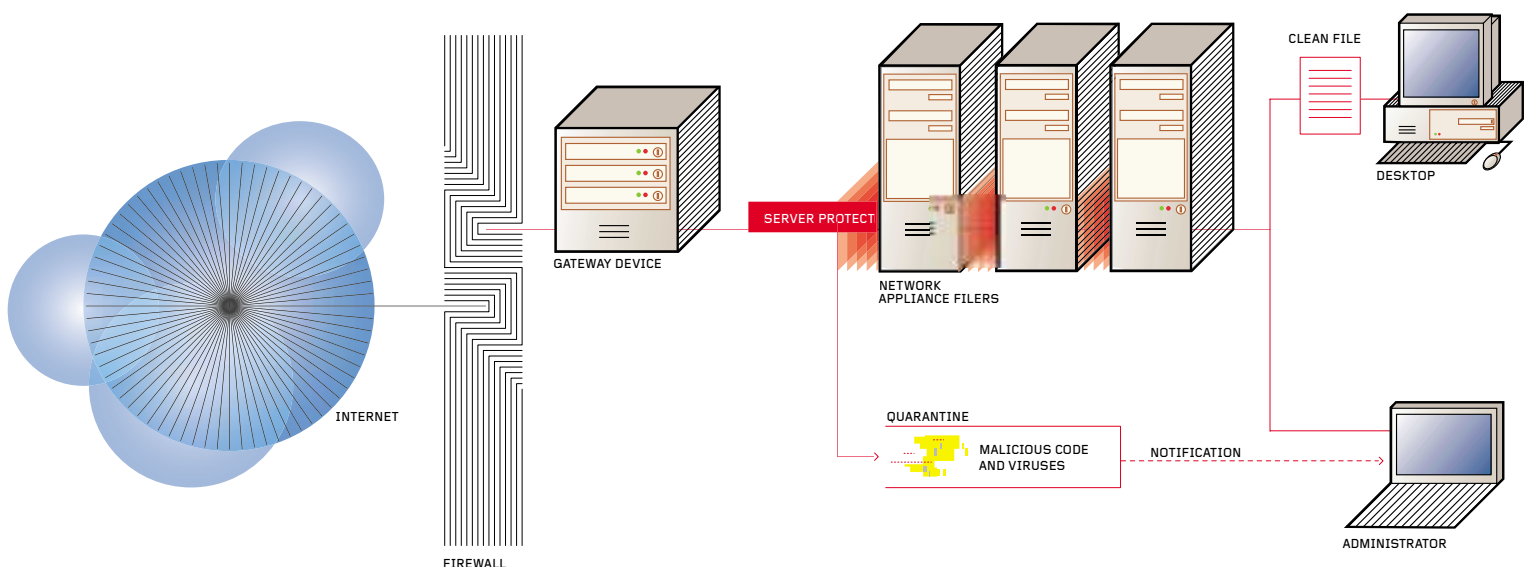 CLEAN FILE
DESKTOP
SERVER PROTECT
GATEWAY DEVICE
NETWORK
APPLIANCE FILERS
INTERNET
QUARANTINE
MALICIOUS CODE
AND VIRUSES
NOTIFICATION
ADMINISTRATOR
FIREWALL